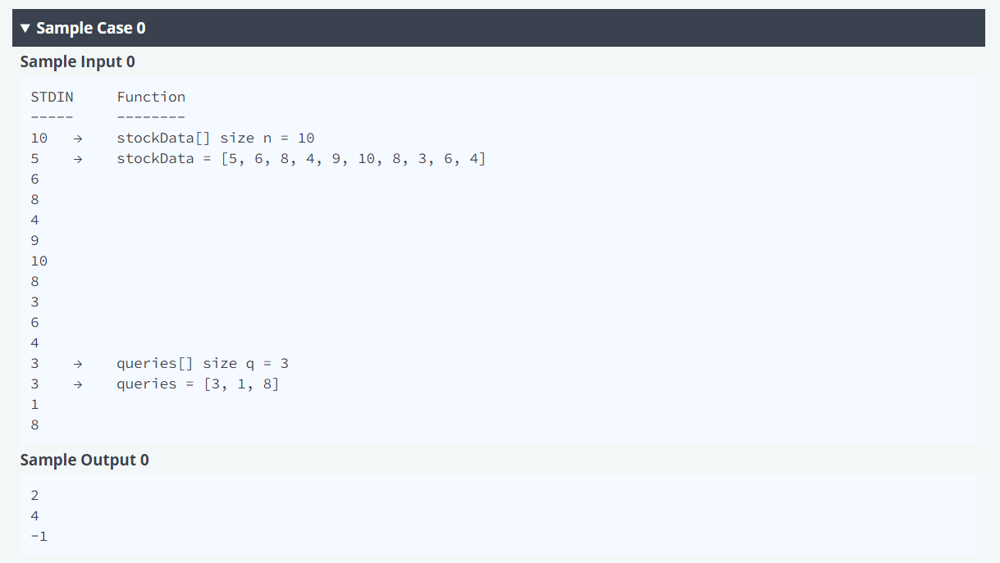 ▼ Sample Case 0
Sample Input 0
STDIN     Function
-----     --------
10   →    stockData[] size n = 10
5    →    stockData = [5, 6, 8, 4, 9, 10, 8, 3, 6, 4]
6
8
4
9
10
8
3
6
4
3    →    queries[] size q = 3
3    →    queries = [3, 1, 8]
1
8
Sample Output 0
2
4
-1